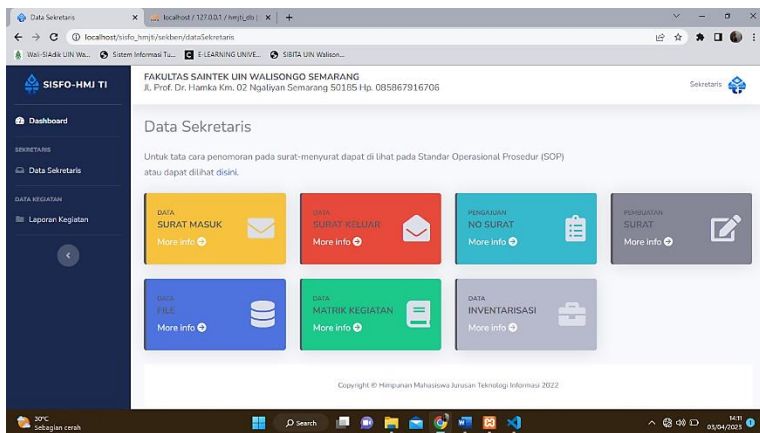 Data Sekretaris
localhost / 127.0.0.1 / hmjti_db |
localhost/sisfo_hmjti/sekben/dataSekretaris
Wali-SIAdik UIN Wa...
Sistem Informasi Tu...
E-LEARNING UNIVE...
SIBITA UIN Walison...
SISFO-HMJ TI
FAKULTAS SAINTEK UIN WALISONGO SEMARANG
Jl. Prof. Dr. Hamka Km. 02 Ngaliyan Semarang 50185 Hp. 085867916706
Sekretaris
Dashboard
SEKRETARIS
Data Sekretaris
DATA KEGIATAN
Laporan Kegiatan
Data Sekretaris
Untuk tata cara penomoran pada surat-menyurat dapat di lihat pada Standar Operasional Prosedur (SOP)
atau dapat dilihat disini.
DATA
SURAT MASUK
More info
DATA
SURAT KELUAR
More info
PENGAJUAN
NO SURAT
More info
PEMBUATAN
SURAT
More info
DATA
FILE
More info
DATA
MATRIK KEGIATAN
More info
DATA
INVENTARISASI
More info
Copyright © Himpunan Mahasiswa Jurusan Teknologi Informasi 2022
30°C
Sebagian cerah
Search
14:11
03/04/2023